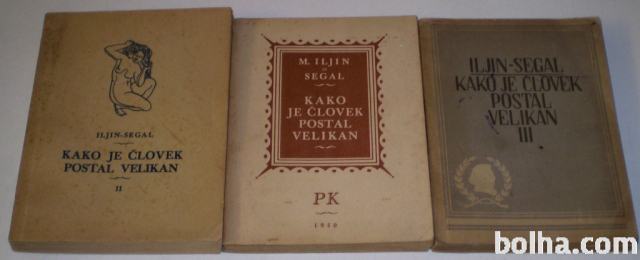 ILJIN-SEGAL
KAKO JE ČLOVEK
POSTAL VELIKAN
II
M. ILJIN
SEGAL
KAKO
JE ČLOVEK
POSTAL
VELIKAN
PK
1950
ILJIN-SEGAL
KAKO JE ČLOVEK
POSTAL
VELIKAN
III
bolha.com